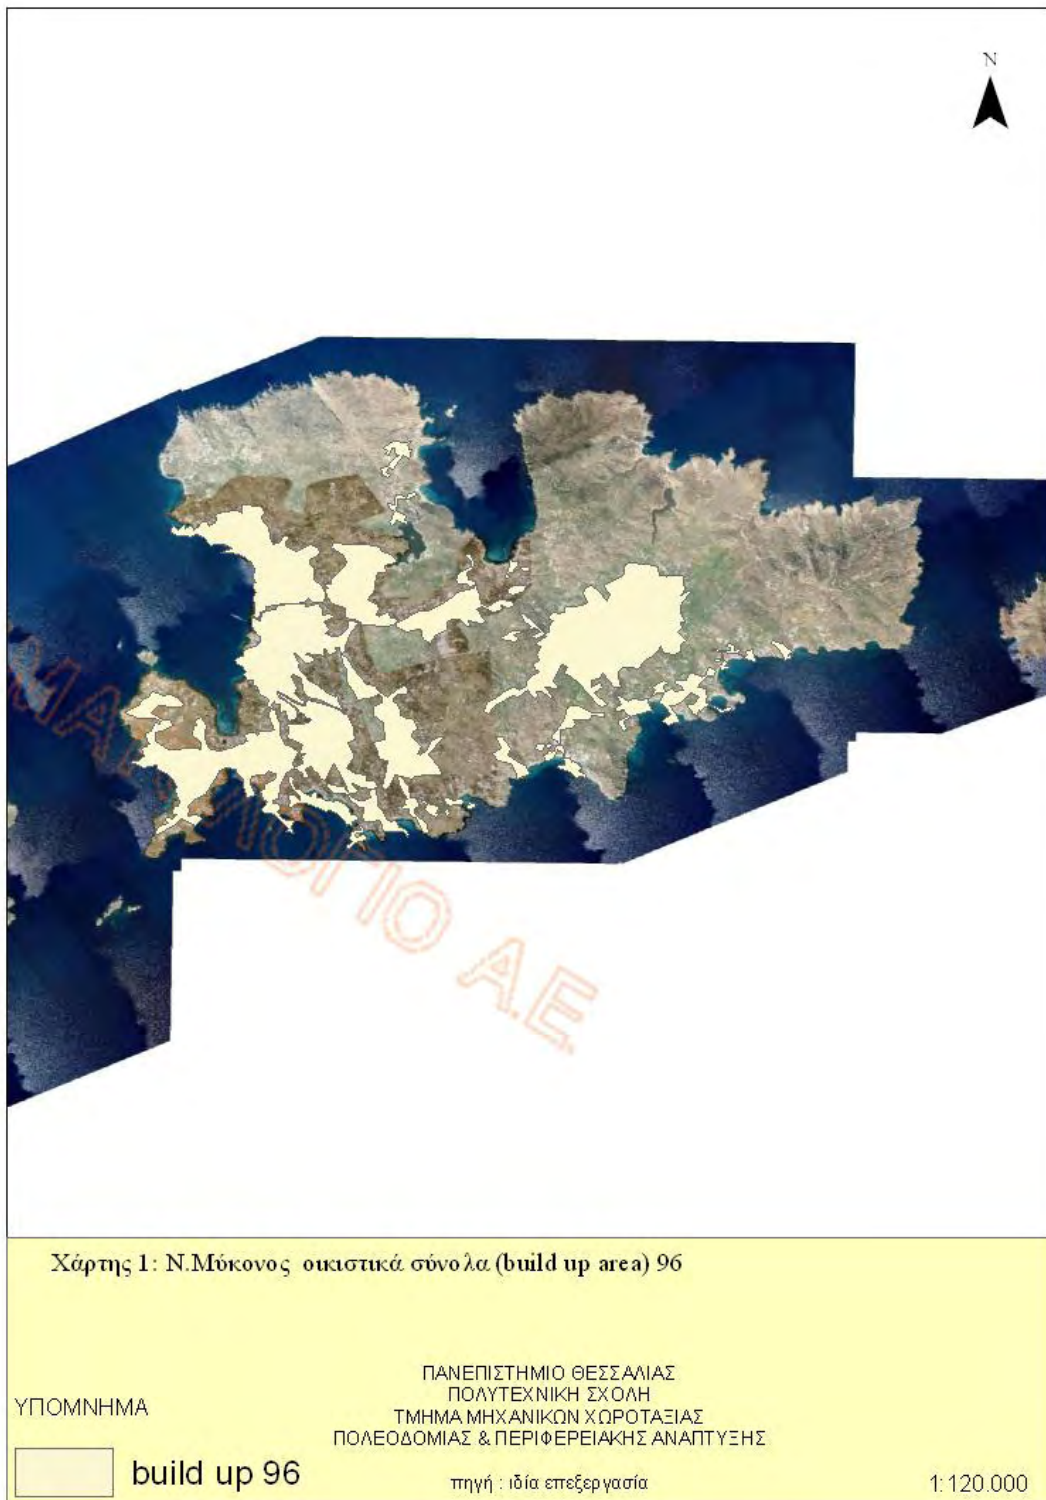 N
Α.Ε.
Χάρτης 1: Ν.Μύκονος οικιστικά σύνολα (build up area) 96
ΠΑΝΕΠΙΣΤΗΜΙΟ ΘΕΣΣΑΛΙΑΣ
ΠΟΛΥΤΕΧΝΙΚΗ ΣΧΟΛΗ
ΤΜΗΜΑ ΜΗΧΑΝΙΚΩΝ ΧΩΡΟΤΑΞΙΑΣ
ΠΟΛΕΟΔΟΜΙΑΣ & ΠΕΡΙΦΕΡΕΙΑΚΗΣ ΑΝΑΠΤΥΞΗΣ
ΥΠΟΜΝΗΜΑ
build up 96
πηγή : ιδία επεξεργασία
1:120.000